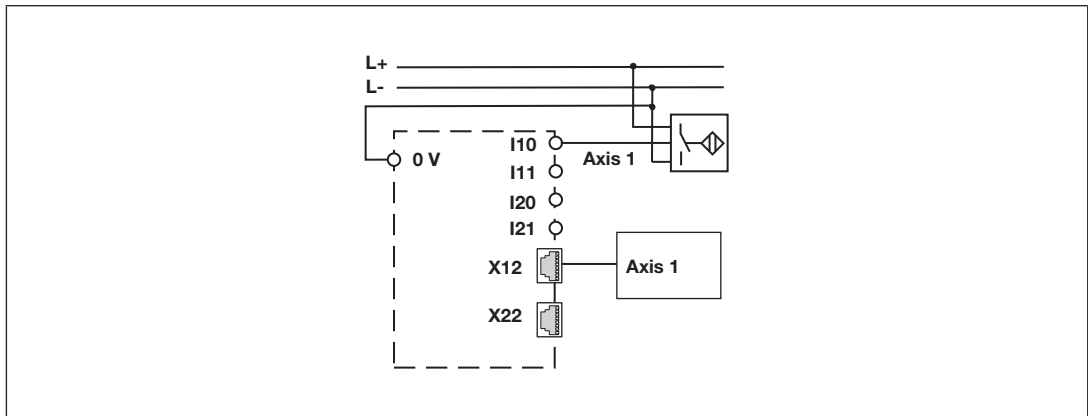 L+
L-
0 V
I10
Axis 1
I11
I20
I21
X12
Axis 1
X22